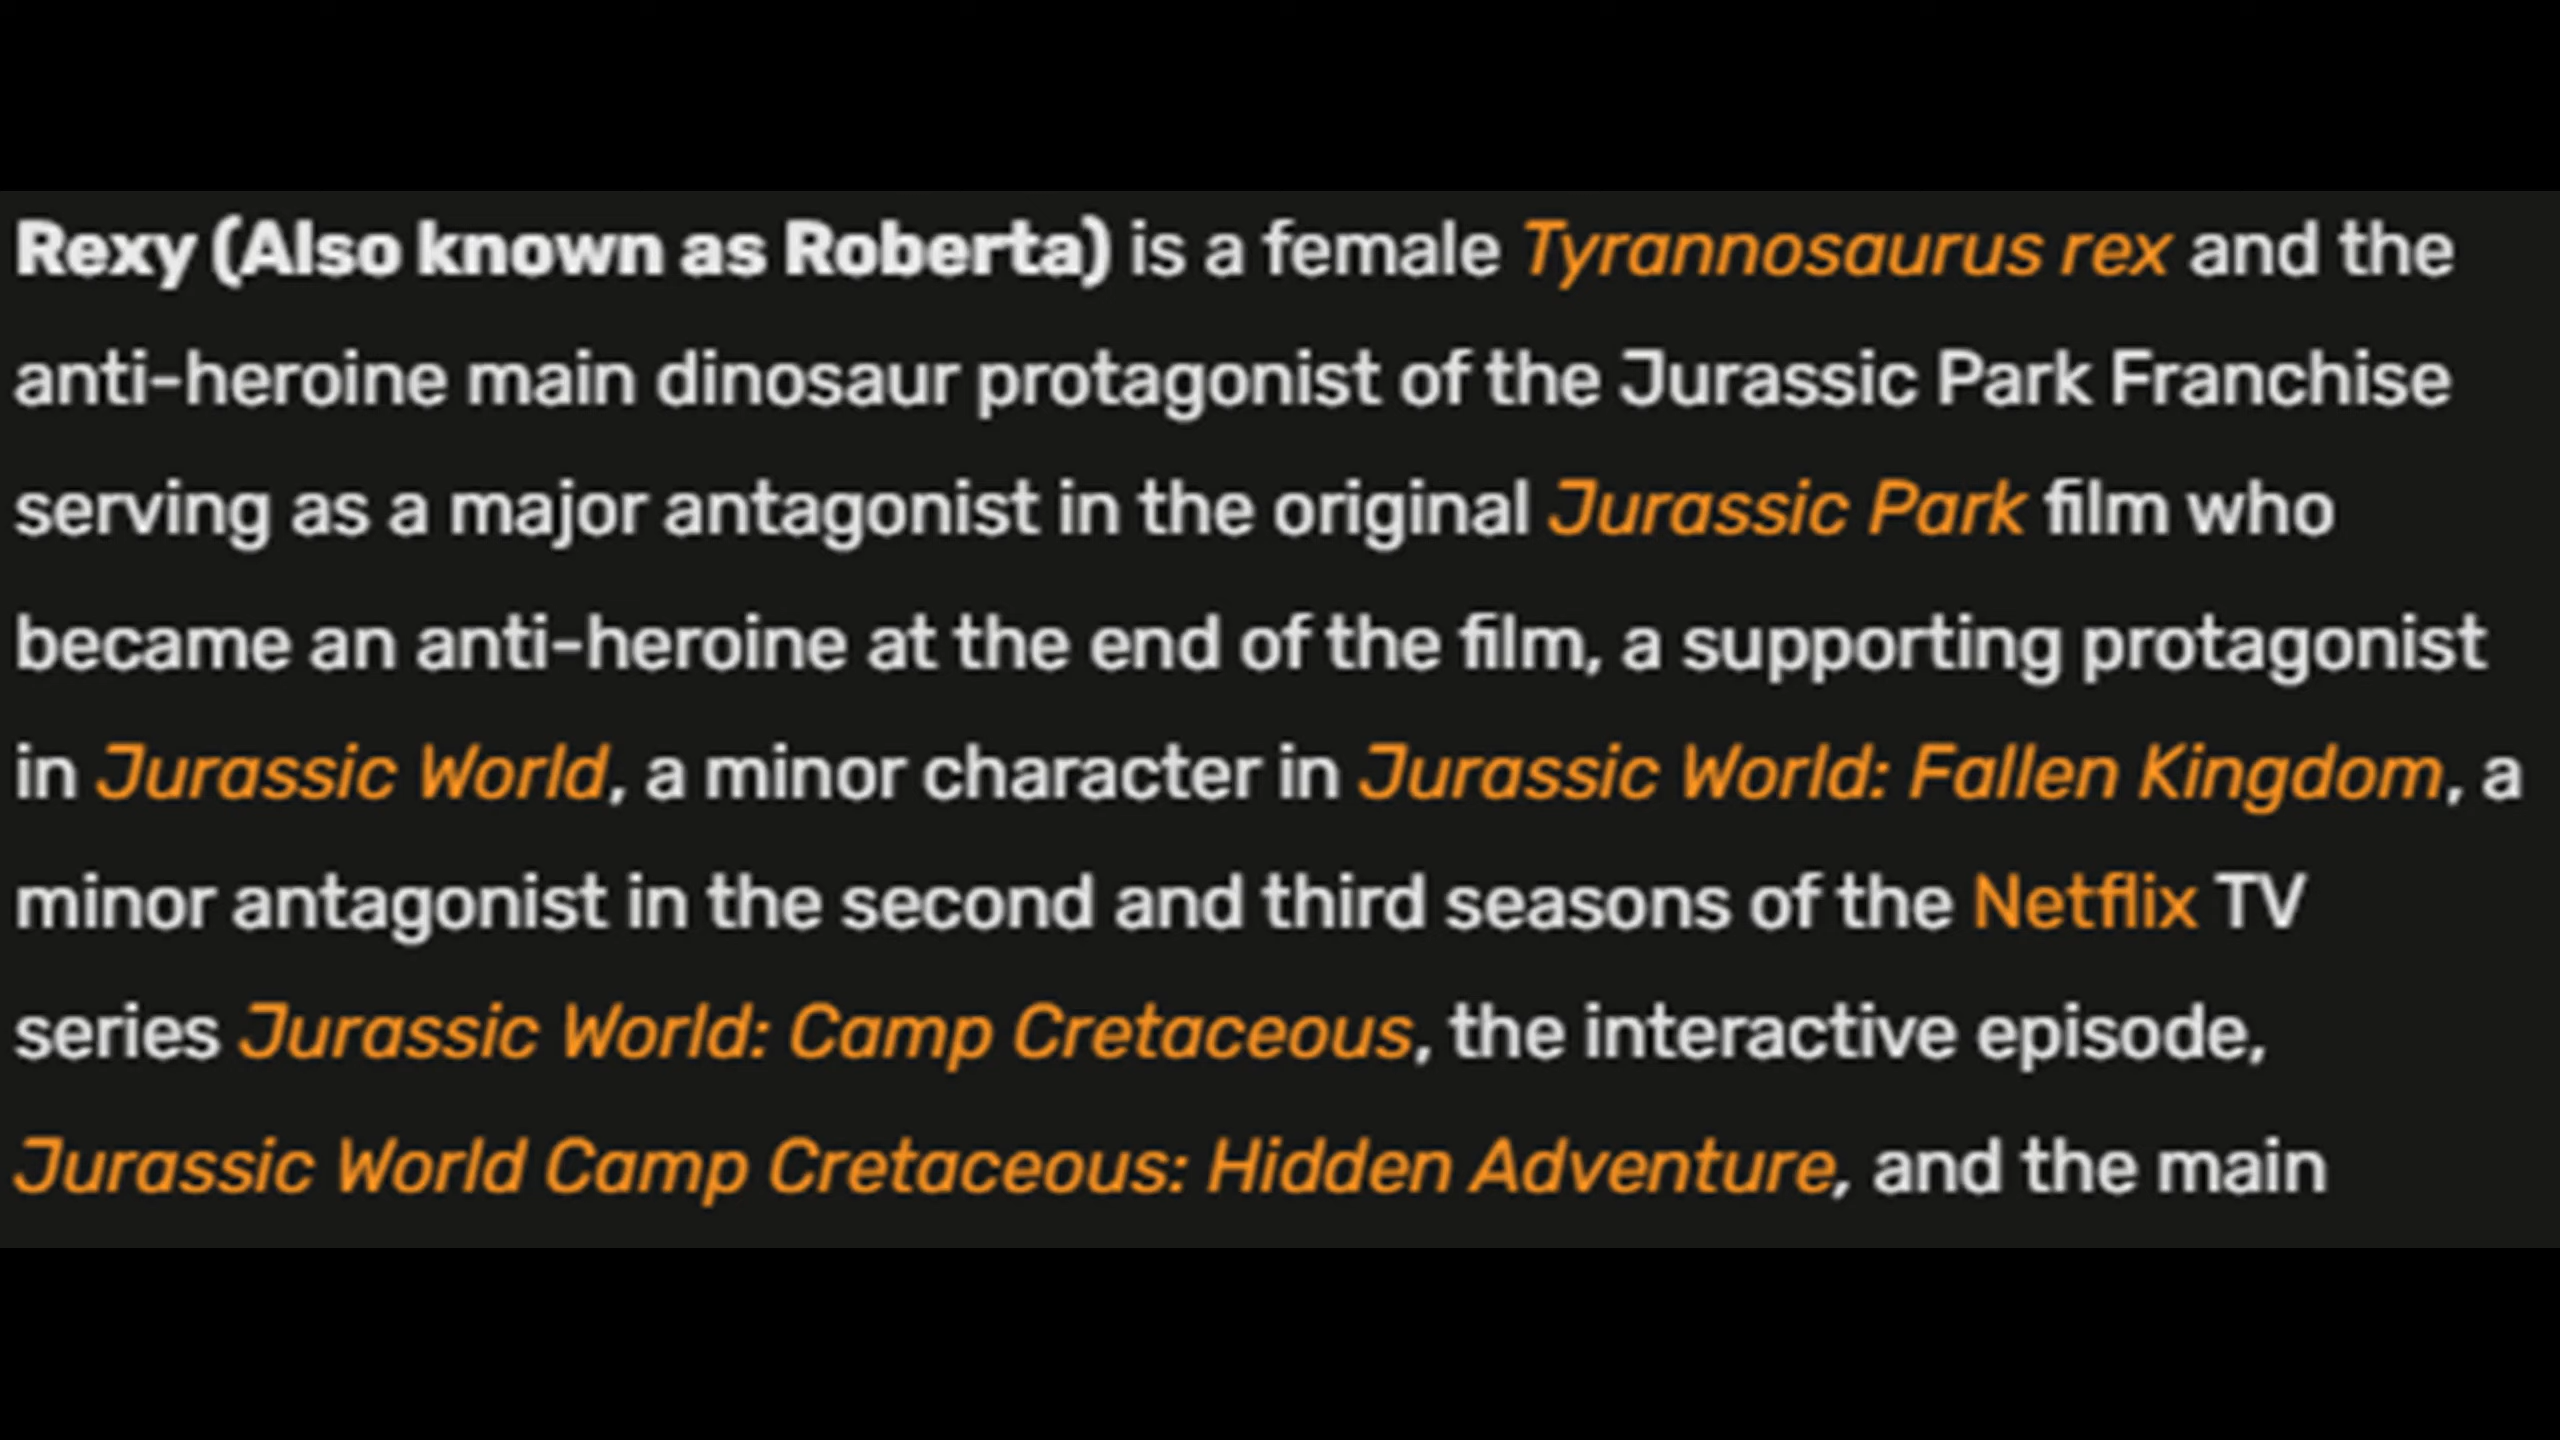 Rexy (Also known as Roberta) is a female Tyrannosaurus rex and the
anti-heroine main dinosaur protagonist of the Jurassic Park Franchise
serving as a major antagonist in the original Jurassic Park film who
became an anti-heroine at the end of the film, a supporting protagonist
in Jurassic World, a minor character in Jurassic World: Fallen Kingdom, a
minor antagonist in the second and third seasons of the Netflix TV
series Jurassic World: Camp Cretaceous, the interactive episode,
Jurassic World Camp Cretaceous: Hidden Adventure, and the main